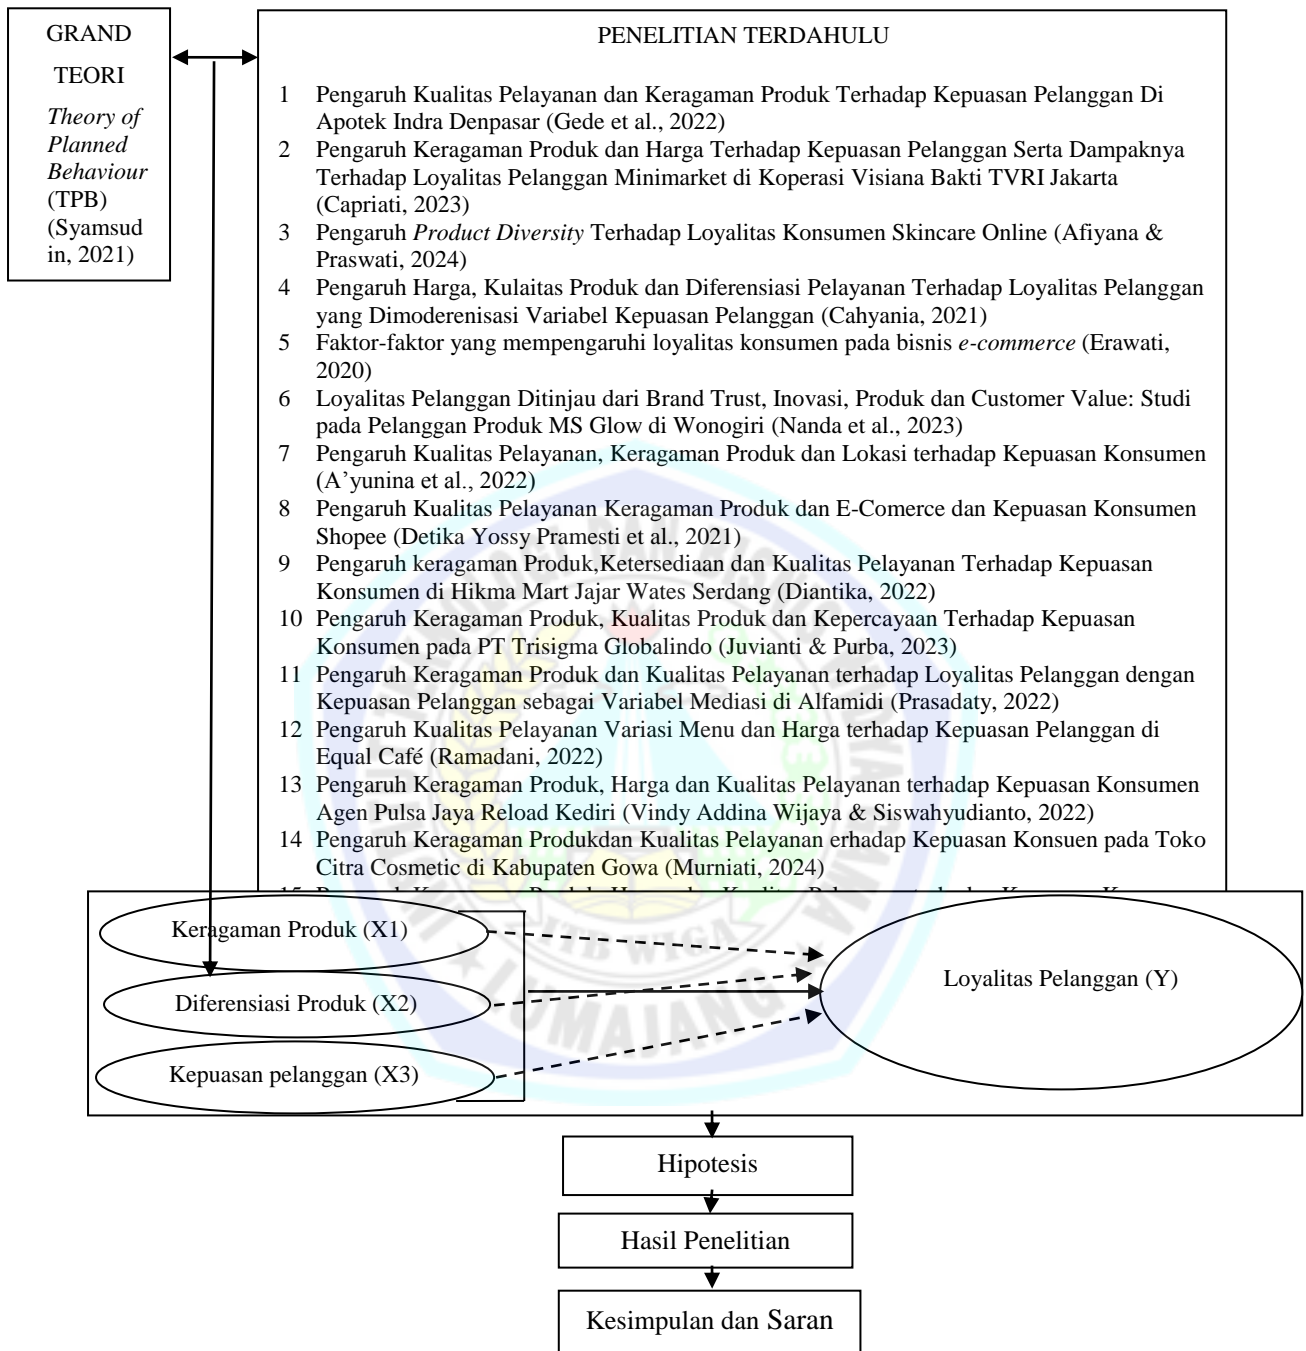 GRAND
TEORI
Theory of
Planned
Behaviour
(TPB)
(Syamsud
in, 2021)
PENELITIAN TERDAHULU
1 Pengaruh Kualitas Pelayanan dan Keragaman Produk Terhadap Kepuasan Pelanggan Di
Apotek Indra Denpasar (Gede et al., 2022)
2 Pengaruh Keragaman Produk dan Harga Terhadap Kepuasan Pelanggan Serta Dampaknya
Terhadap Loyalitas Pelanggan Minimarket di Koperasi Visiana Bakti TVRI Jakarta
(Capriati, 2023)
3 Pengaruh Product Diversity Terhadap Loyalitas Konsumen Skincare Online (Afiyana &
Praswati, 2024)
4 Pengaruh Harga, Kulaitas Produk dan Diferensiasi Pelayanan Terhadap Loyalitas Pelanggan
yang Dimoderenisasi Variabel Kepuasan Pelanggan (Cahyania, 2021)
5 Faktor-faktor yang mempengaruhi loyalitas konsumen pada bisnis e-commerce (Erawati,
2020)
6 Loyalitas Pelanggan Ditinjau dari Brand Trust, Inovasi, Produk dan Customer Value: Studi
pada Pelanggan Produk MS Glow di Wonogiri (Nanda et al., 2023)
7 Pengaruh Kualitas Pelayanan, Keragaman Produk dan Lokasi terhadap Kepuasan Konsumen
(A’yunina et al., 2022)
8 Pengaruh Kualitas Pelayanan Keragaman Produk dan E-Comerce dan Kepuasan Konsumen
Shopee (Detika Yossy Pramesti et al., 2021)
9 Pengaruh keragaman Produk,Ketersediaan dan Kualitas Pelayanan Terhadap Kepuasan
Konsumen di Hikma Mart Jajar Wates Serdang (Diantika, 2022)
10 Pengaruh Keragaman Produk, Kualitas Produk dan Kepercayaan Terhadap Kepuasan
Konsumen pada PT Trisigma Globalindo (Juvianti & Purba, 2023)
11 Pengaruh Keragaman Produk dan Kualitas Pelayanan terhadap Loyalitas Pelanggan dengan
Kepuasan Pelanggan sebagai Variabel Mediasi di Alfamidi (Prasadaty, 2022)
12 Pengaruh Kualitas Pelayanan Variasi Menu dan Harga terhadap Kepuasan Pelanggan di
Equal Café (Ramadani, 2022)
13 Pengaruh Keragaman Produk, Harga dan Kualitas Pelayanan terhadap Kepuasan Konsumen
Agen Pulsa Jaya Reload Kediri (Vindy Addina Wijaya & Siswahyudianto, 2022)
14 Pengaruh Keragaman Produkdan Kualitas Pelayanan erhadap Kepuasan Konsuen pada Toko
Citra Cosmetic di Kabupaten Gowa (Murniati, 2024)
Keragaman Produk (X1)
Diferensiasi Produk (X2)
Kepuasan pelanggan (X3)
Loyalitas Pelanggan (Y)
Hipotesis
Hasil Penelitian
Kesimpulan dan Saran
INSTITUT TEKNOLOGI DAN BISNIS WIDYA GAMA
ITB WIGA
LUMAJANG